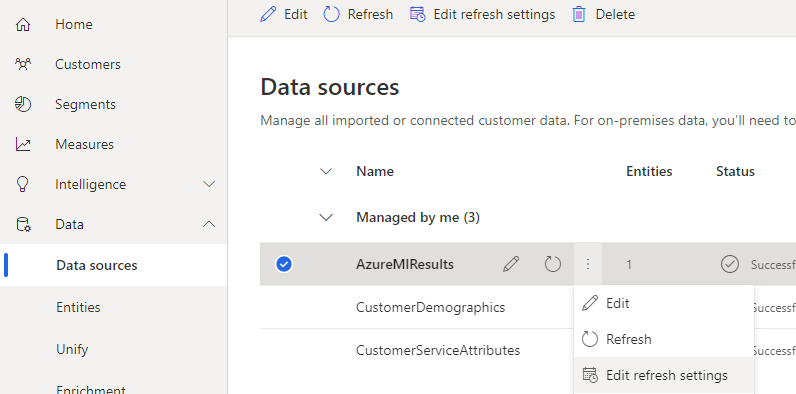 Edit Refresh Edit refresh settings Delete
Home
Customers
Segments
Measures
Intelligence
Data
Data sources
Entities
Unify
Enrichment
Data sources
Manage all imported or connected customer data. For on-premises data, you'll need to
Name Entities Status
Managed by me (3)
AzureMIResults 1 Successf
CustomerDemographics
CustomerServiceAttributes
Edit
Refresh
Edit refresh settings